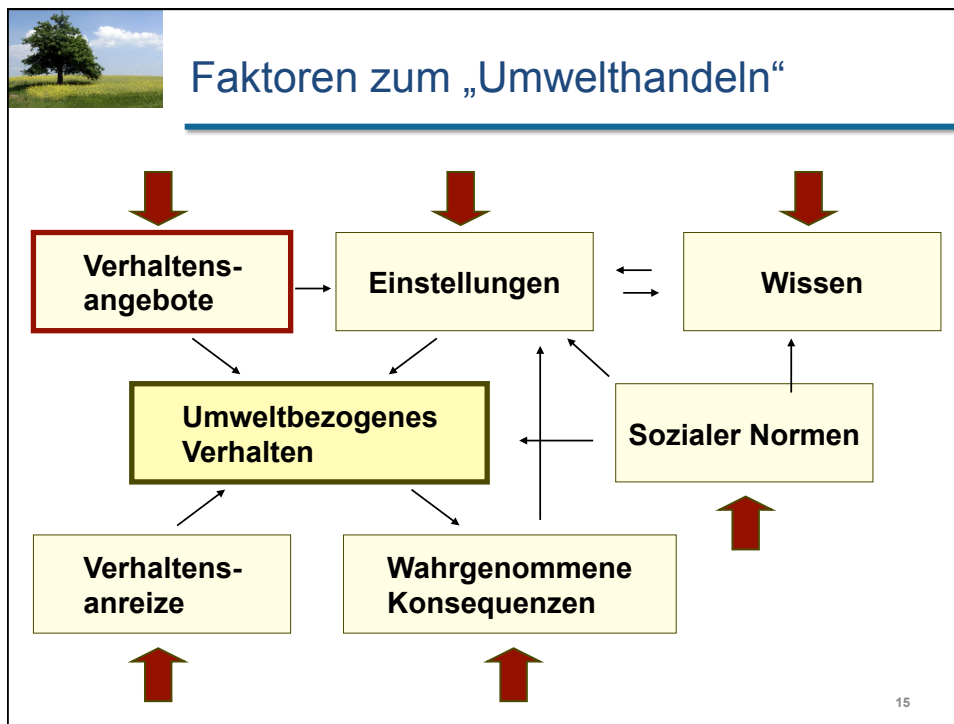 Faktoren zum „Umwelthandeln“
Verhaltens-
angebote
Einstellungen
Wissen
Umweltbezogenes
Verhalten
Sozialer Normen
Verhaltens-
anreize
Wahrgenommene
Konsequenzen
15